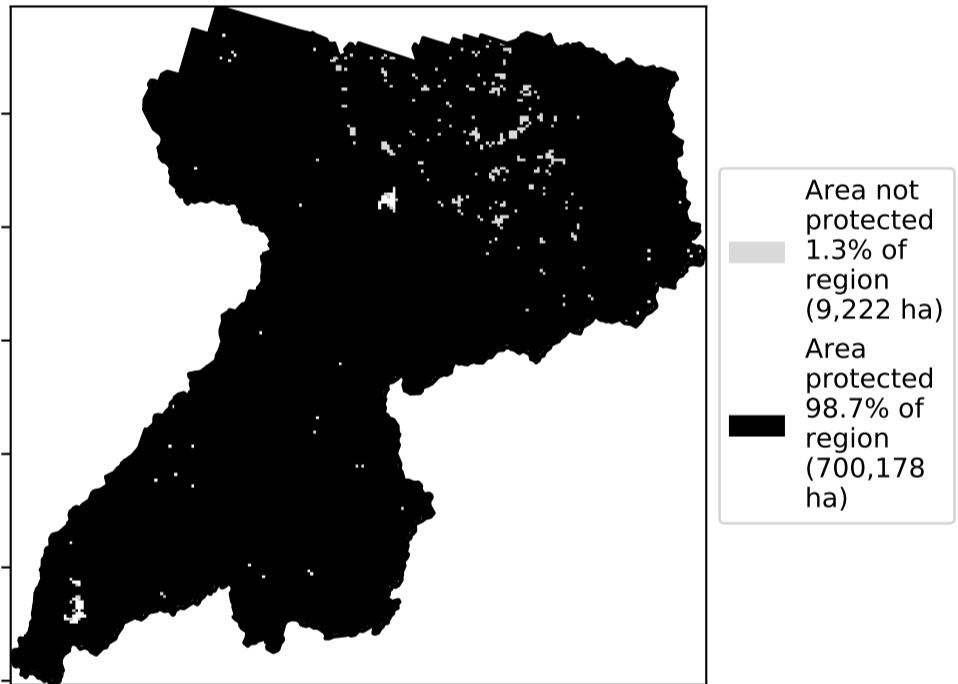 Area not
protected
1.3% of
region
(9,222 ha)
Area
protected
98.7% of
region
(700,178
ha)